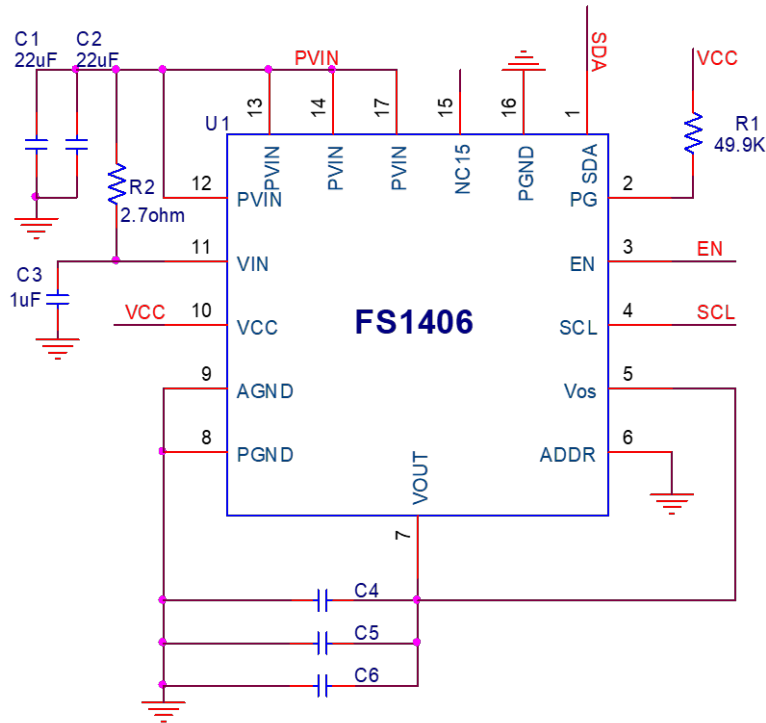 C1 C2
22uF 22uF
PVIN
SDA
VCC
R1
49.9K
U1
13 14 17 15 16 1
PVIN PVIN PVIN NC15 PGND SDA
12 PVIN
PG 2
R2
2.7ohm
11 VIN
EN 3 EN
C3
1uF
VCC 10 VCC
FS1406
SCL 4 SCL
9 AGND
Vos 5
8 PGND
ADDR 6
VOUT
7
C4
C5
C6